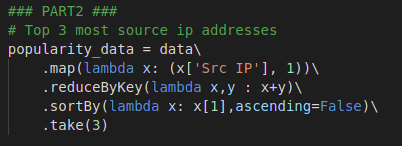 ### PART2 ###
# Top 3 most source ip addresses
popularity_data = data\
    .map(lambda x: (x['Src IP'], 1))\
    .reduceByKey(lambda x,y : x+y)\
    .sortBy(lambda x: x[1],ascending=False)\
    .take(3)